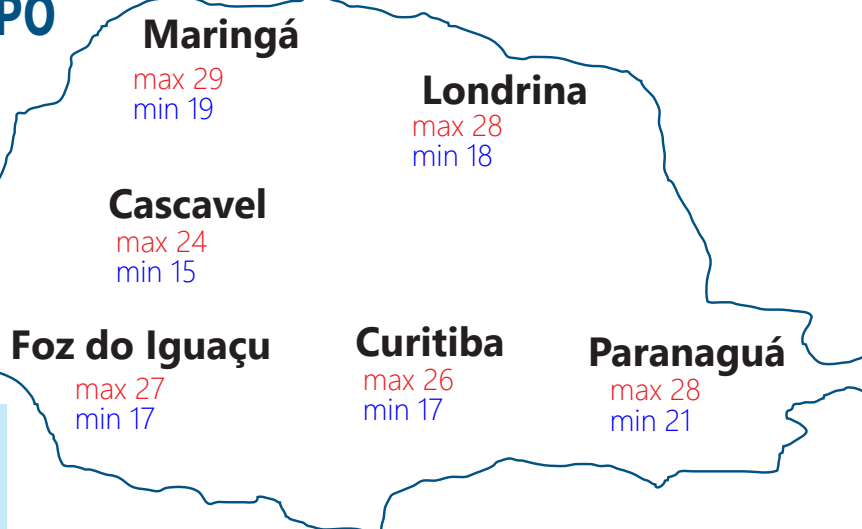 PO
Maringá
max 29
min 19
Londrina
max 28
min 18
Cascavel
max 24
min 15
Foz do Iguaçu
max 27
min 17
Curitiba
max 26
min 17
Paranaguá
max 28
min 21